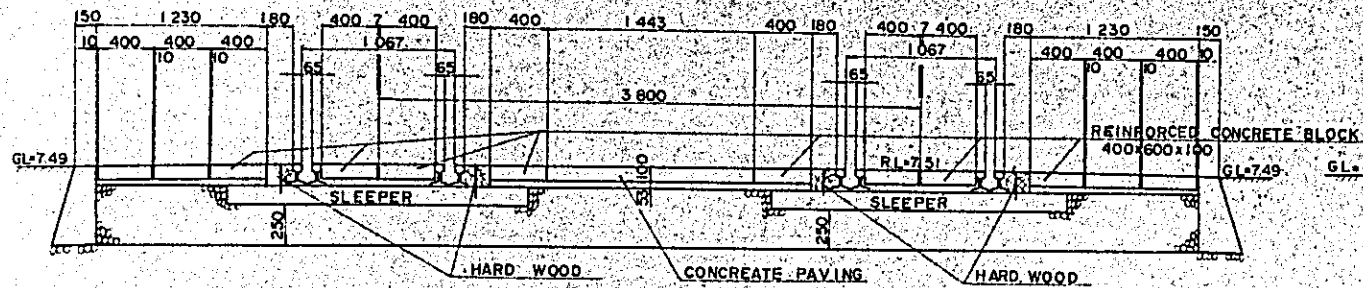 150 1 230 180 400 7 400 180 400 1 443 400 180 400 7 400 180 1 230 150
10 400 400 400 1 067 1 067 400 400 400 10
10 10 10 10
65 65 65 65
3 800
REINFORCED CONCRETE BLOCK
400x600x100
GL=7.49 RL=7.51 GL=7.49 GL=
100
SLEEPER SLEEPER
250 250
HARD WOOD CONCREATE PAVING HARD WOOD